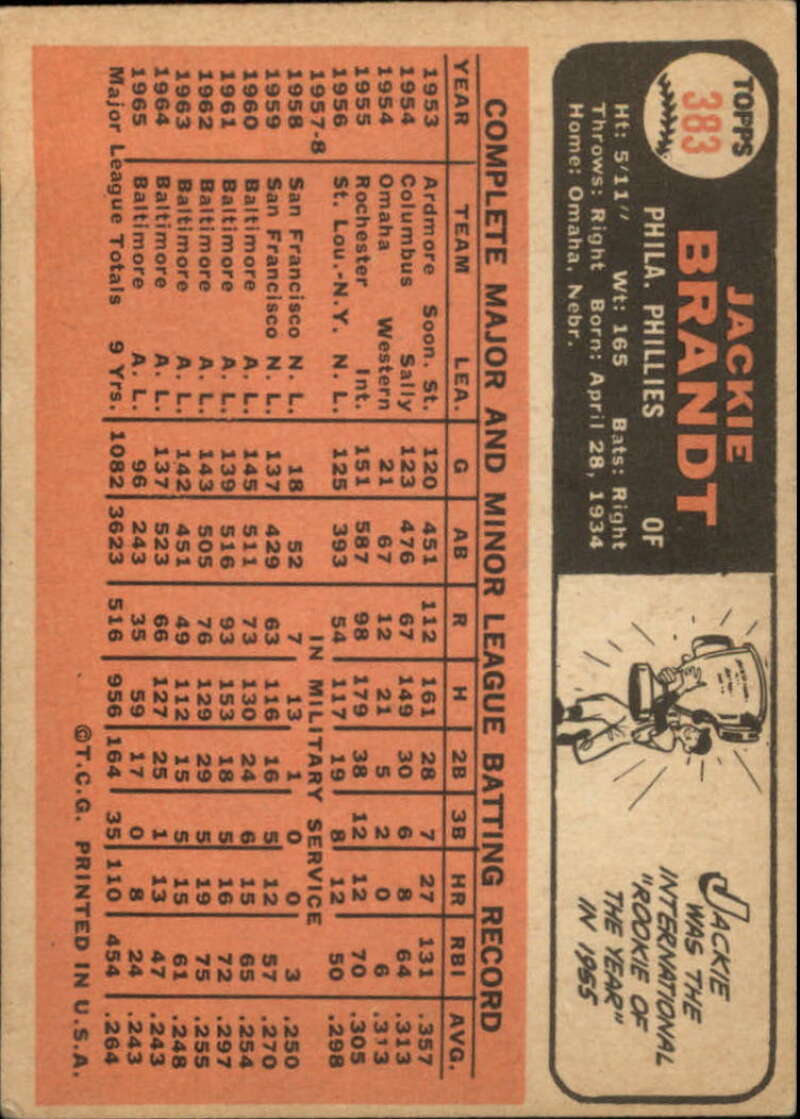 TOPPS
383
JACKIE
BRANDT
PHILA. PHILLIES OF
Ht: 5'11" Wt: 165 Bats: Right
Throws: Right Born: April 28, 1934
Home: Omaha, Nebr.
JACKIE
WAS THE
INTERNATIONAL
"ROOKIE OF
THE YEAR"
IN 1955
COMPLETE MAJOR AND MINOR LEAGUE BATTING RECORD
YEAR TEAM LEA. G AB R H 2B 3B HR RBI AVG.
1953 Ardmore Soon. St. 120 451 112 161 28 7 27 131 .357
1954 Columbus Sally 123 476 67 149 30 6 8 64 .313
1954 Omaha Western 21 67 12 21 5 2 0 6 .313
1955 Rochester Int. 151 587 98 179 38 12 12 70 .305
1956 St. Lou.-N.Y. N. L. 125 393 54 117 19 8 12 50 .298
1957-8 IN MILITARY SERVICE
1958 San Francisco N. L. 18 52 7 13 1 0 0 3 .250
1959 San Francisco N. L. 137 429 63 116 16 5 12 57 .270
1960 Baltimore A. L. 145 511 73 130 24 6 15 65 .254
1961 Baltimore A. L. 139 516 93 153 18 5 16 72 .297
1962 Baltimore A. L. 143 505 76 129 29 5 19 75 .255
1963 Baltimore A. L. 142 451 49 112 15 5 15 61 .248
1964 Baltimore A. L. 137 523 66 127 25 1 13 47 .243
1965 Baltimore A. L. 96 243 35 59 17 0 8 24 .243
Major League Totals 9 Yrs. 1082 3623 516 956 164 35 110 454 .264
©T.C.G. PRINTED IN U.S.A.